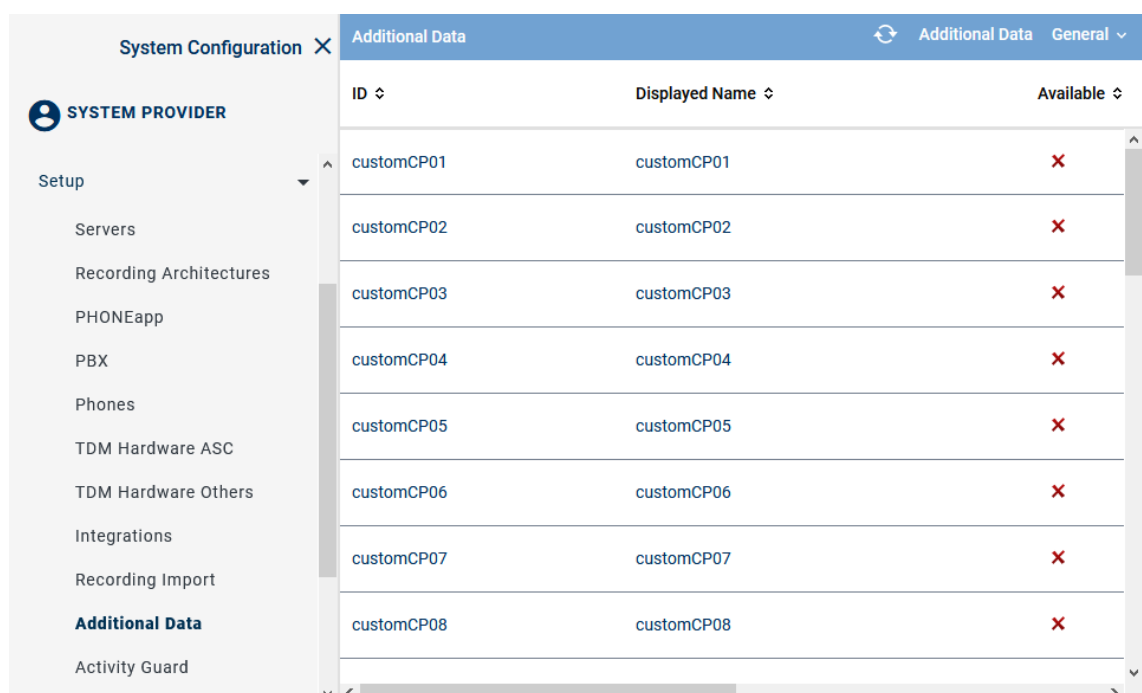 System Configuration
SYSTEM PROVIDER
Setup
Servers
Recording Architectures
PHONEapp
PBX
Phones
TDM Hardware ASC
TDM Hardware Others
Integrations
Recording Import
Additional Data
Activity Guard
Additional Data Additional Data General
ID Displayed Name Available
customCP01 customCP01
customCP02 customCP02
customCP03 customCP03
customCP04 customCP04
customCP05 customCP05
customCP06 customCP06
customCP07 customCP07
customCP08 customCP08